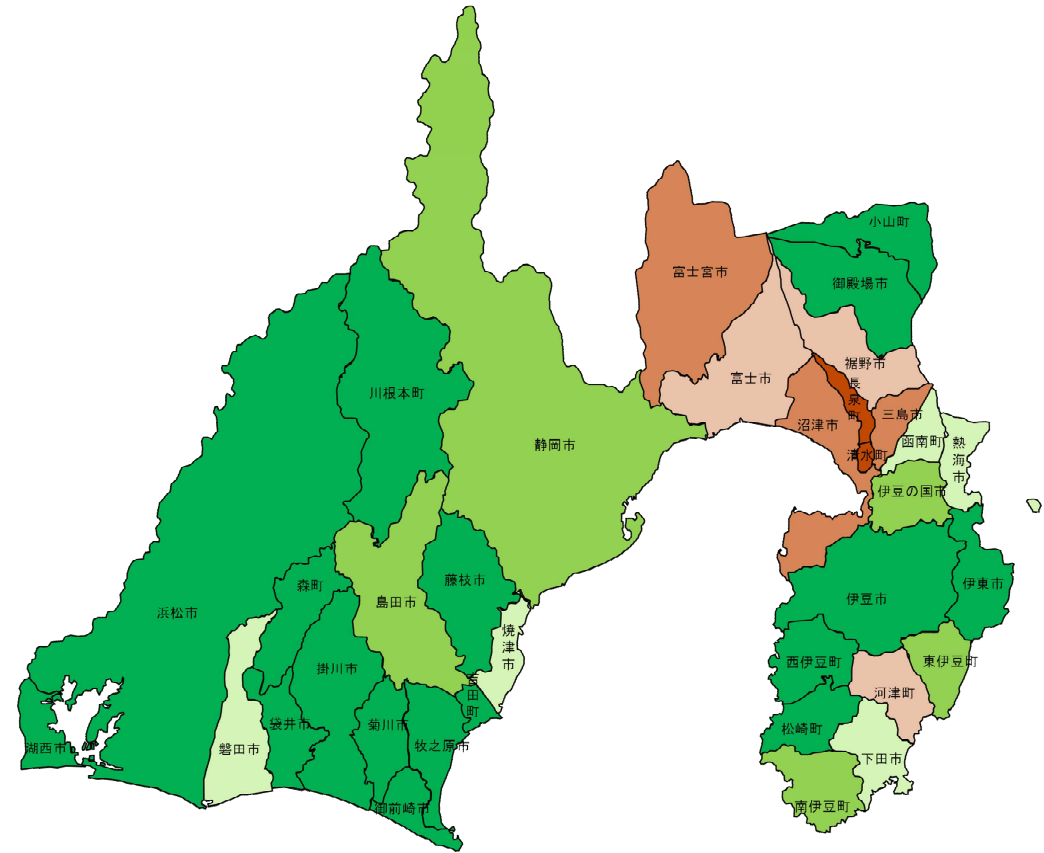 小山町
富士宮市
御殿場市
裾野市
富士市
長泉町
川根本町
三島市
沼津市
函南町
静岡市
熱海市
清水町
伊豆の国市
藤枝市
森町
伊東市
島田市
伊豆市
浜松市
焼津市
西伊豆町
東伊豆町
掛川市
吉田町
河津町
袋井市
菊川市
松崎町
湖西市
磐田市
牧之原市
下田市
御前崎市
南伊豆町